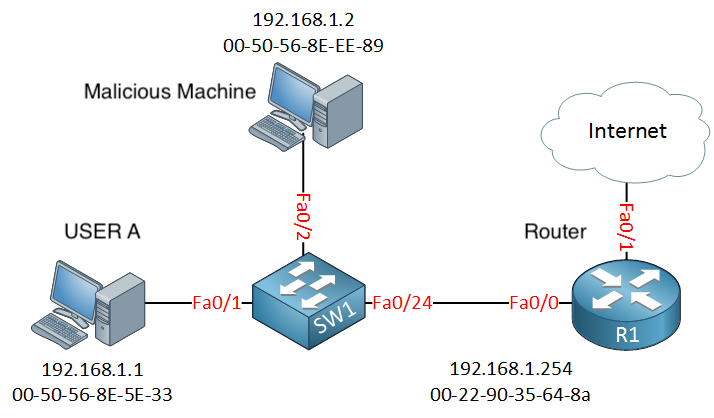 192.168.1.2
00-50-56-8E-EE-89
Malicious Machine
Internet
Fa0/2
Fa0/1
USER A
Router
Fa0/1
SW1
Fa0/24
Fa0/0
R1
192.168.1.1
00-50-56-8E-5E-33
192.168.1.254
00-22-90-35-64-8a